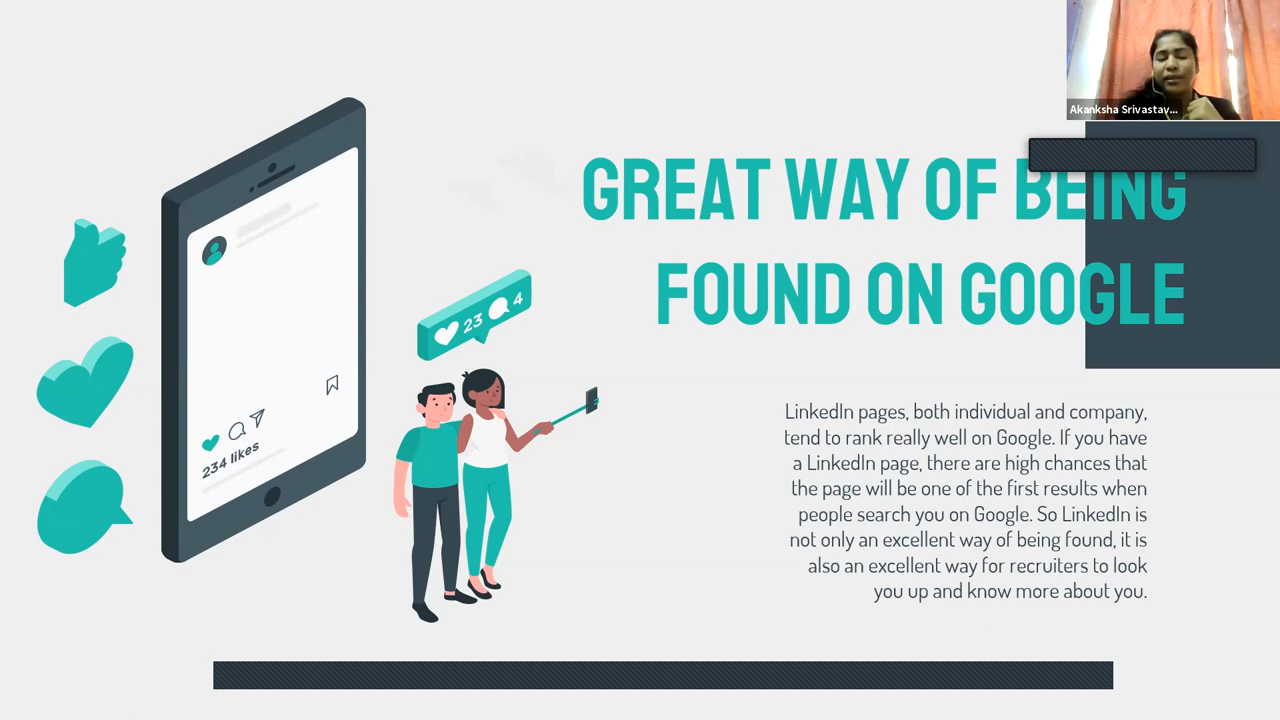 Akanksha Srivastav...
GREAT WAY OF BEING
FOUND ON GOOGLE
23 4
234 likes
LinkedIn pages, both individual and company,
tend to rank really well on Google. If you have
a LinkedIn page, there are high chances that
the page will be one of the first results when
people search you on Google. So LinkedIn is
not only an excellent way of being found, it is
also an excellent way for recruiters to look
you up and know more about you.